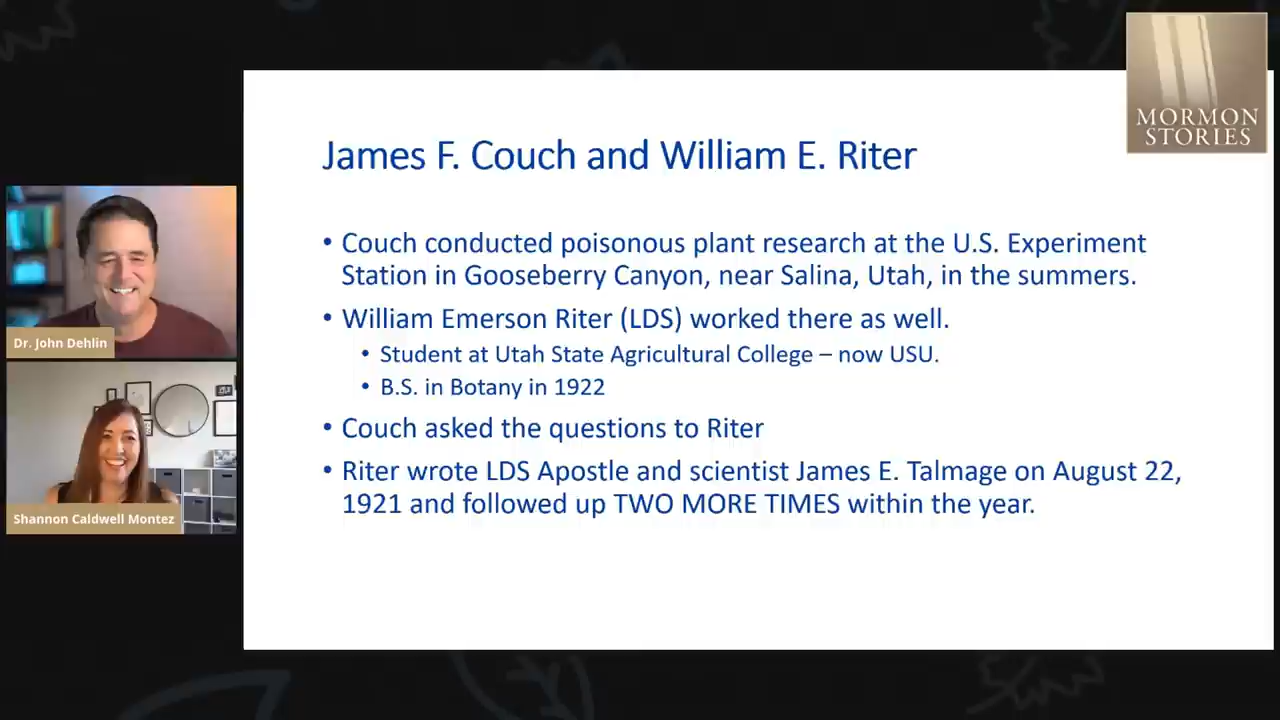 MORMON
STORIES
James F. Couch and William E. Riter
• Couch conducted poisonous plant research at the U.S. Experiment
Station in Gooseberry Canyon, near Salina, Utah, in the summers.
• William Emerson Riter (LDS) worked there as well.
• Student at Utah State Agricultural College – now USU.
• B.S. in Botany in 1922
• Couch asked the questions to Riter
• Riter wrote LDS Apostle and scientist James E. Talmage on August 22,
1921 and followed up TWO MORE TIMES within the year.
Dr. John Dehlin
Shannon Caldwell Montez